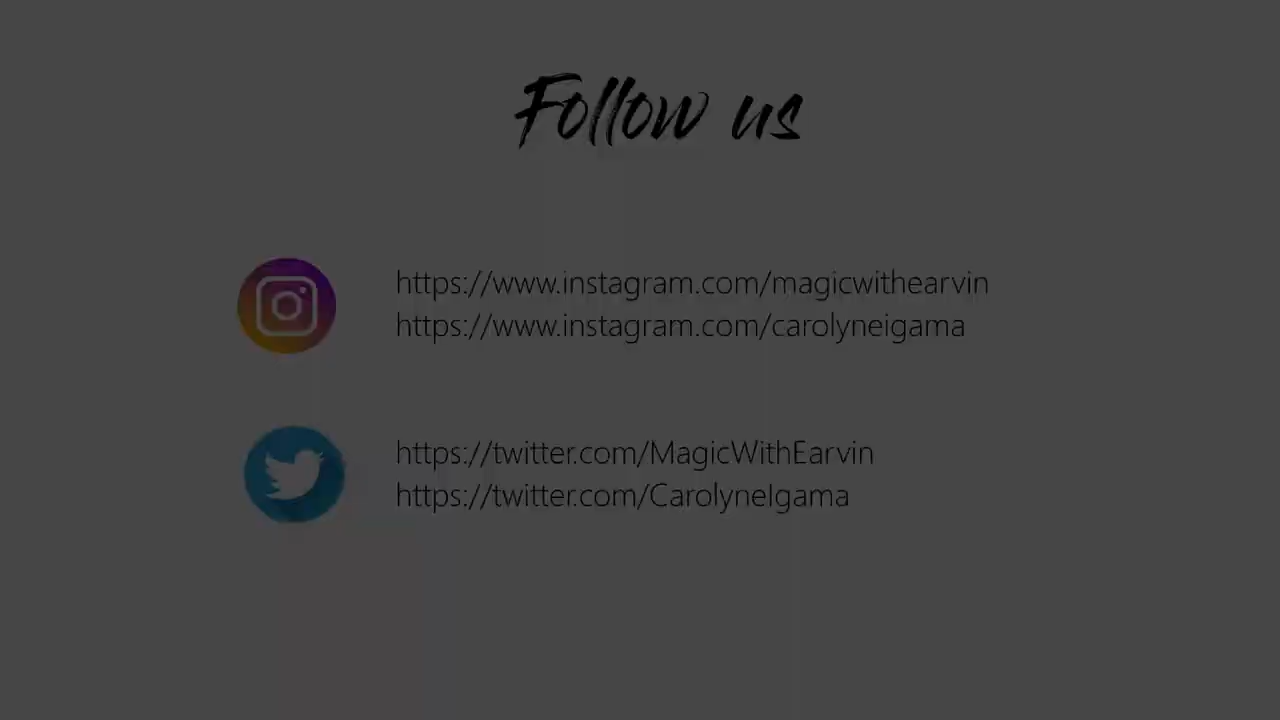 Follow us
https://www.instagram.com/magicwithearvin
https://www.instagram.com/carolyneigama
https://twitter.com/MagicWithEarvin
https://twitter.com/CarolyneIgama